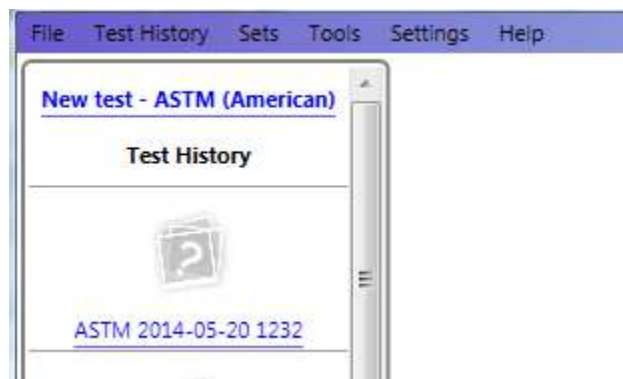 File Test History Sets Tools Settings Help
New test - ASTM (American)
Test History
?
ASTM 2014-05-20 1232